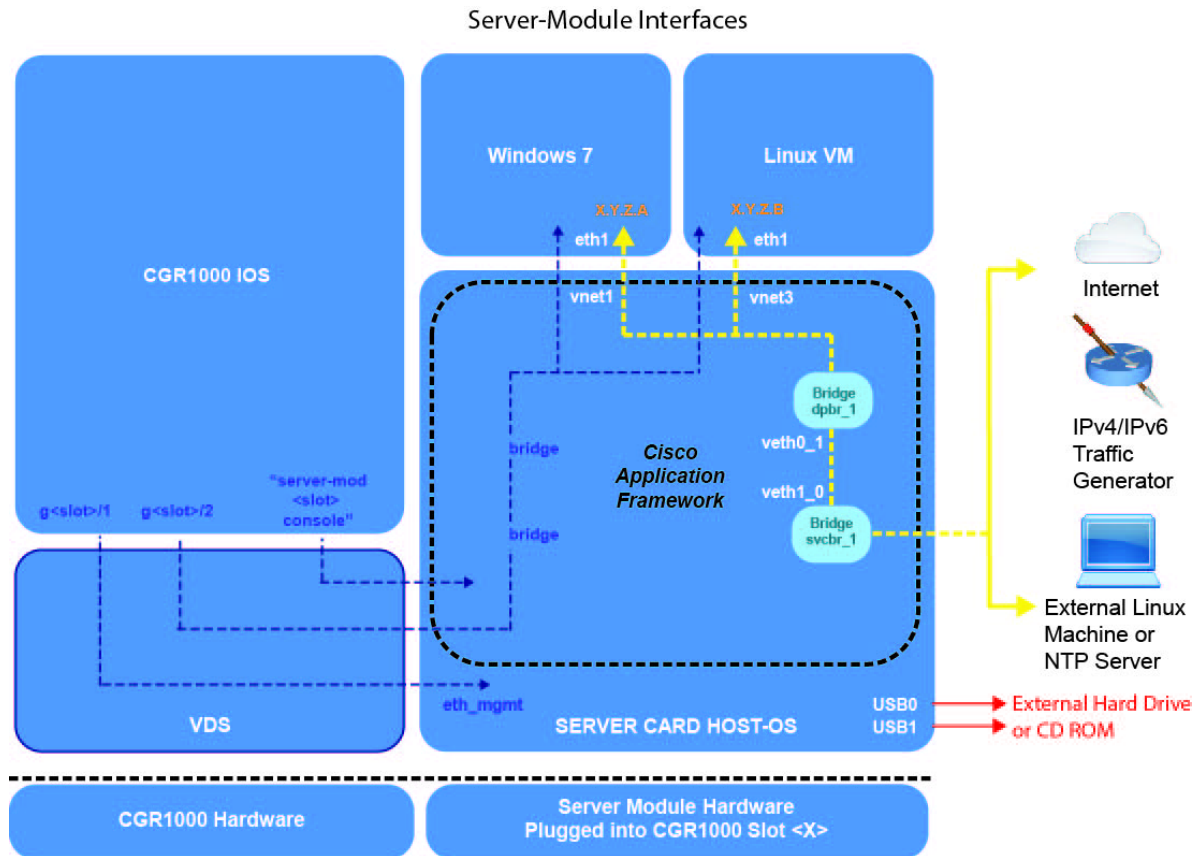 Server-Module Interfaces
CGR1000 IOS
"server-mod
<slot>
console"
g<slot>/1
g<slot>/2
VDS
Windows 7
X.Y.Z.A
eth1
Linux VM
X.Y.Z.B
eth1
vnet1
vnet3
Bridge
dpbr_1
veth0_1
veth1_0
Bridge
svcbr_1
bridge
bridge
Cisco
Application
Framework
eth_mgmt
SERVER CARD HOST-OS
USB0
USB1
Internet
IPv4/IPv6
Traffic
Generator
External Linux
Machine or
NTP Server
External Hard Drive
or CD ROM
CGR1000 Hardware
Server Module Hardware
Plugged into CGR1000 Slot <X>